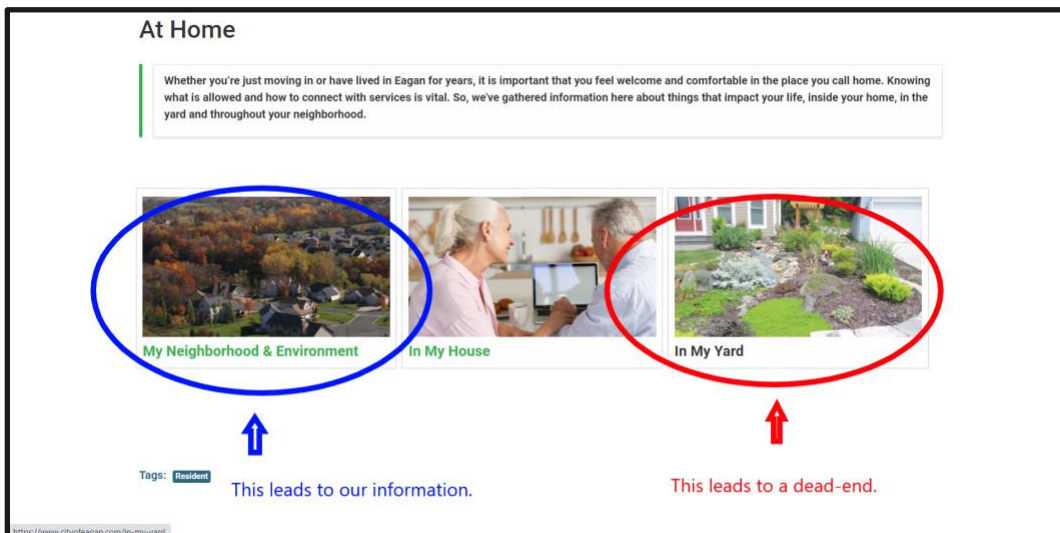 At Home
Whether you're just moving in or have lived in Eagan for years, it is important that you feel welcome and comfortable in the place you call home. Knowing
what is allowed and how to connect with services is vital. So, we've gathered information here about things that impact your life, inside your home, in the
yard and throughout your neighborhood.
My Neighborhood & Environment
In My House
In My Yard
Tags: Resident
This leads to our information.
This leads to a dead-end.
https://www.cityofeagan.com/in-my-yard